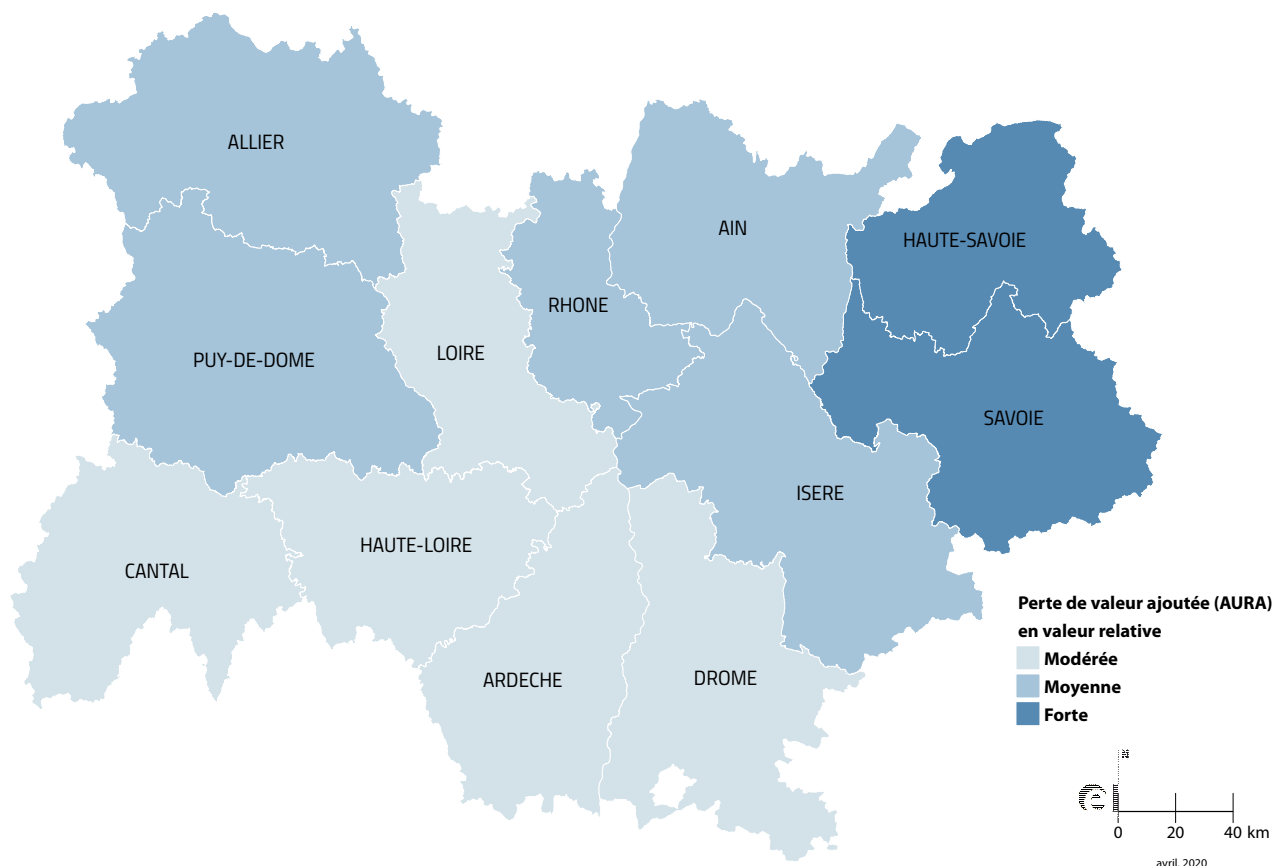 ALLIER
AIN
HAUTE-SAVOIE
RHONE
LOIRE
PUY-DE-DOME
SAVOIE
ISERE
HAUTE-LOIRE
CANTAL
ARDECHE
DROME
Perte de valeur ajoutée (AURA)
en valeur relative
Modérée
Moyenne
Forte
N
e
0 20 40 km
avril, 2020